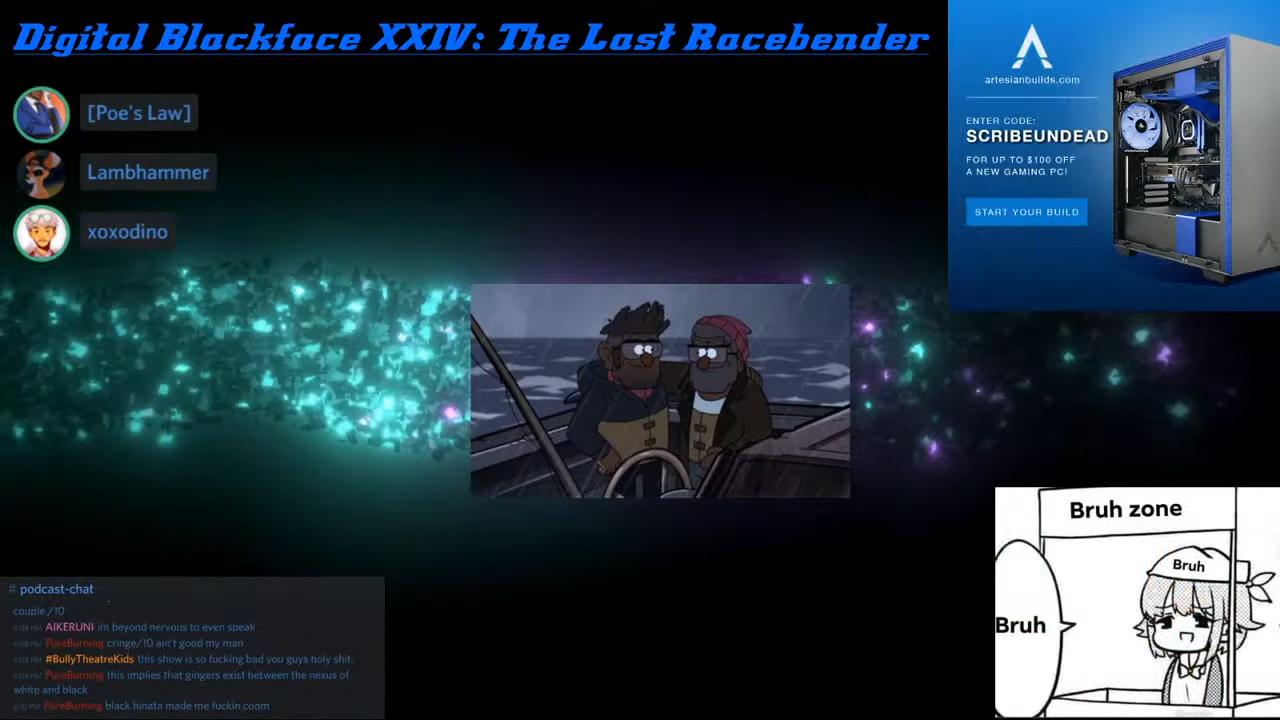 Digital Blackface XXIV: The Last Racebender
[Poe's Law]
Lambhammer
xoxodino
artesianbuilds.com
ENTER CODE:
SCRIBEUNDEAD
FOR UP TO $100 OFF
A NEW GAMING PC!
START YOUR BUILD
Bruh zone
Bruh
Bruh
# podcast-chat
couple /10
AIKERUNI im beyond nervous to even speak
PureBurning cringe/10 ain't good my man
#BullyTheatreKids this show is so fucking bad you guys holy shit.
PureBurning this implies that gingers exist between the nexus of
white and black
6:10 PM PureBurning black hinata made me fuckin coom